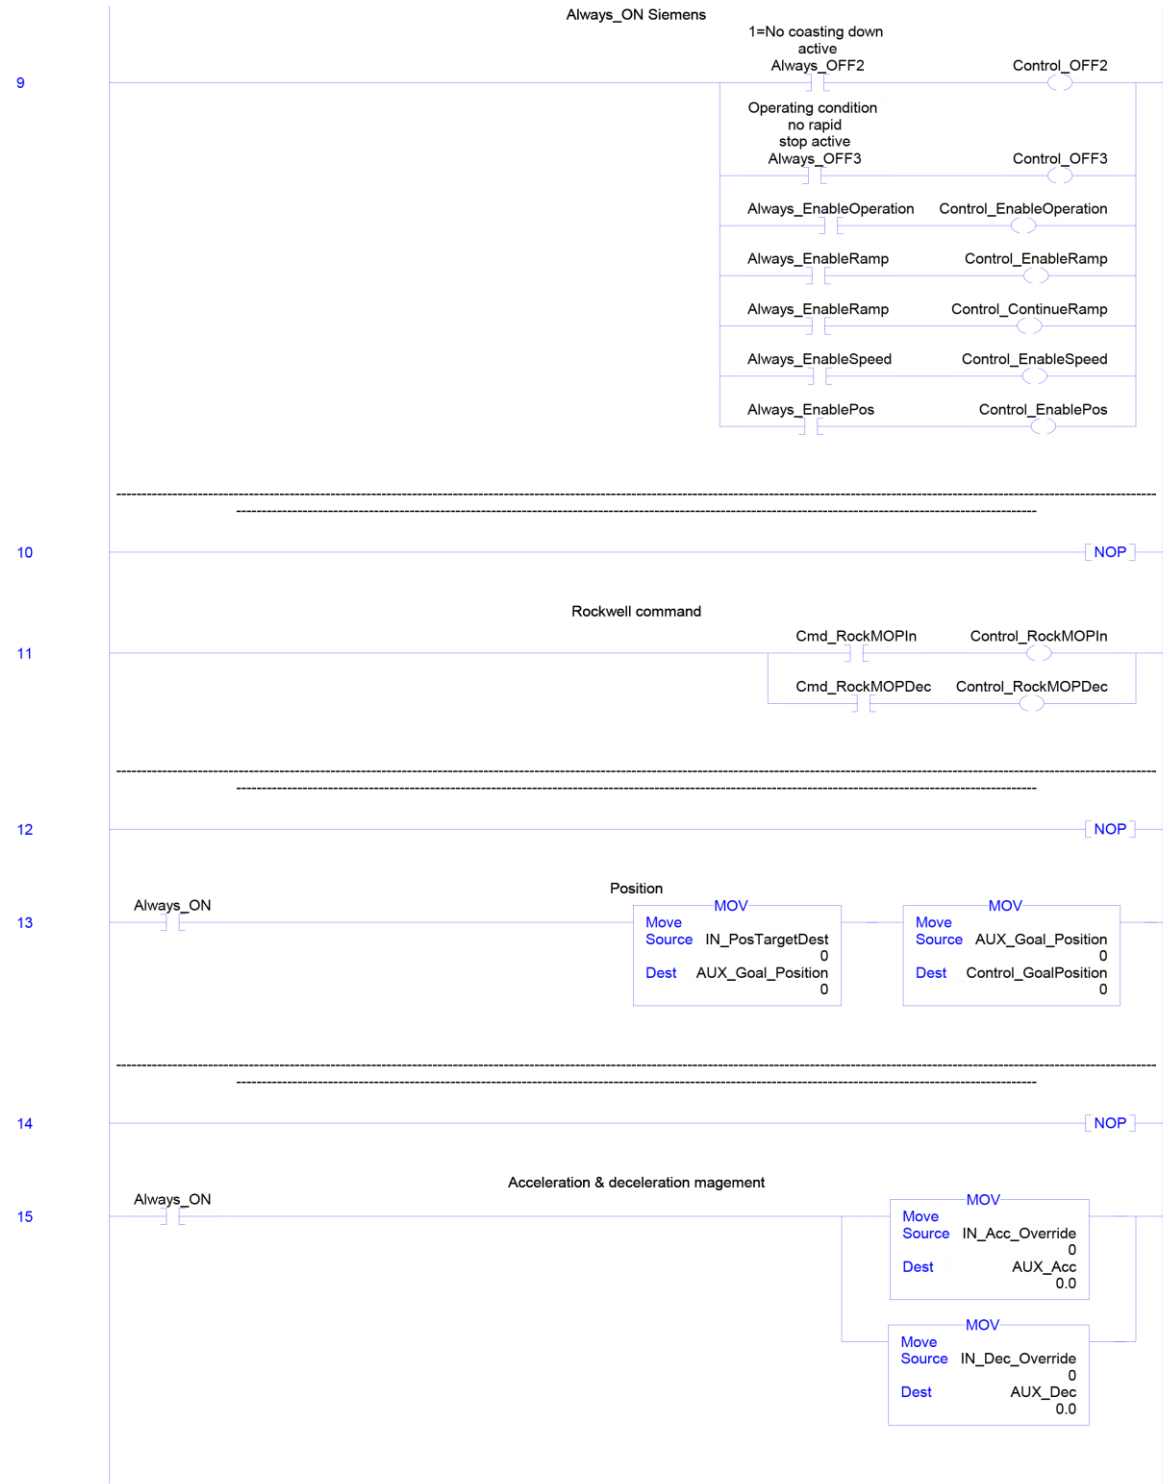 Always_ON Siemens
1=No coasting down
active
Always_OFF2 Control_OFF2
9
Operating condition
no rapid
stop active
Always_OFF3 Control_OFF3
Always_EnableOperation Control_EnableOperation
Always_EnableRamp Control_EnableRamp
Always_EnableRamp Control_ContinueRamp
Always_EnableSpeed Control_EnableSpeed
Always_EnablePos Control_EnablePos
10 NOP
Rockwell command
Cmd_RockMOPIn Control_RockMOPIn
11
Cmd_RockMOPDec Control_RockMOPDec
12 NOP
Position
Always_ON MOV MOV
13 Move Move
Source IN_PosTargetDest Source AUX_Goal_Position
0 0
Dest AUX_Goal_Position Dest Control_GoalPosition
0 0
14 NOP
Acceleration & deceleration magement
Always_ON MOV
15 Move
Source IN_Acc_Override
0
Dest AUX_Acc
0.0
MOV
Move
Source IN_Dec_Override
0
Dest AUX_Dec
0.0